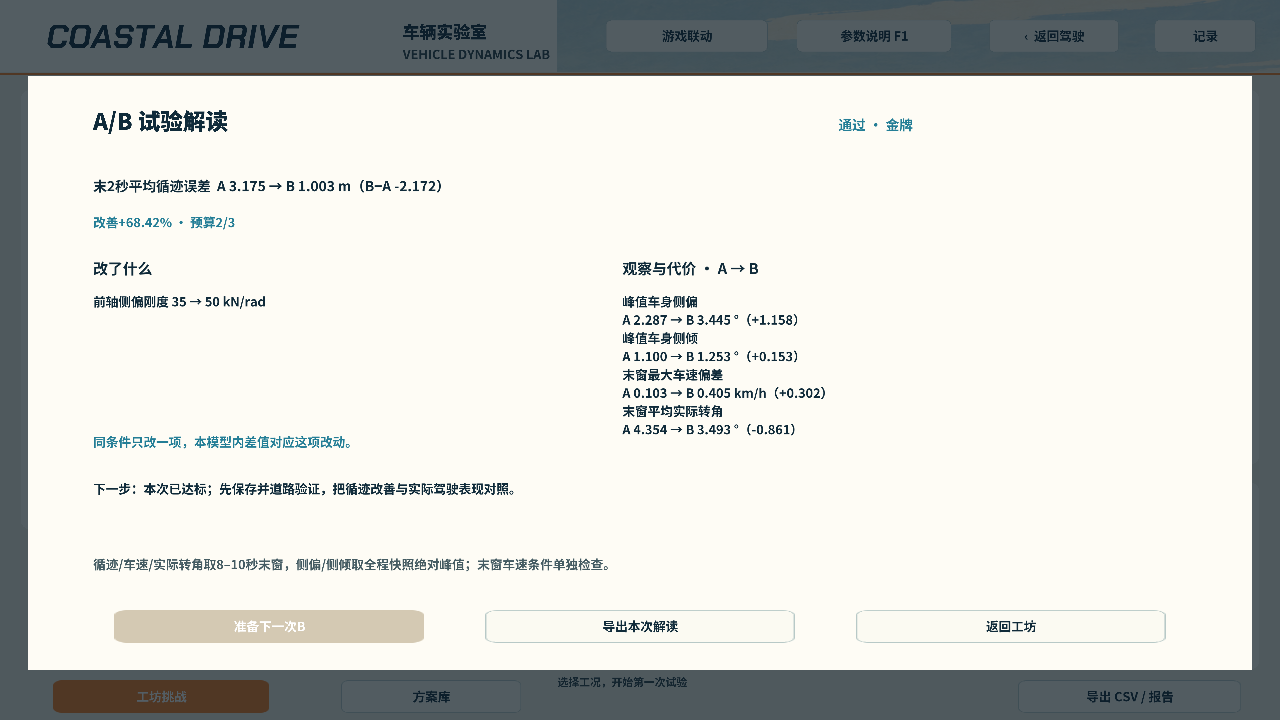 COASTAL DRIVE
车辆实验室
VEHICLE DYNAMICS LAB
游戏联动
参数说明 F1
‹ 返回驾驶
记录
A/B 试验解读
通过 · 金牌
末2秒平均循迹误差 A 3.175 → B 1.003 m（B−A -2.172）
改善+68.42% · 预算2/3
改了什么
前轴侧偏刚度 35 → 50 kN/rad
观察与代价 · A → B
峰值车身侧偏
A 2.287 → B 3.445 °（+1.158）
峰值车身侧倾
A 1.100 → B 1.253 °（+0.153）
末窗最大车速偏差
A 0.103 → B 0.405 km/h（+0.302）
末窗平均实际转角
A 4.354 → B 3.493 °（-0.861）
同条件只改一项，本模型内差值对应这项改动。
下一步：本次已达标；先保存并道路验证，把循迹改善与实际驾驶表现对照。
循迹/车速/实际转角取8–10秒末窗，侧偏/侧倾取全程快照绝对峰值；末窗车速条件单独检查。
准备下一次B
导出本次解读
返回工坊
选择工况，开始第一次试验
工坊挑战
方案库
导出 CSV / 报告